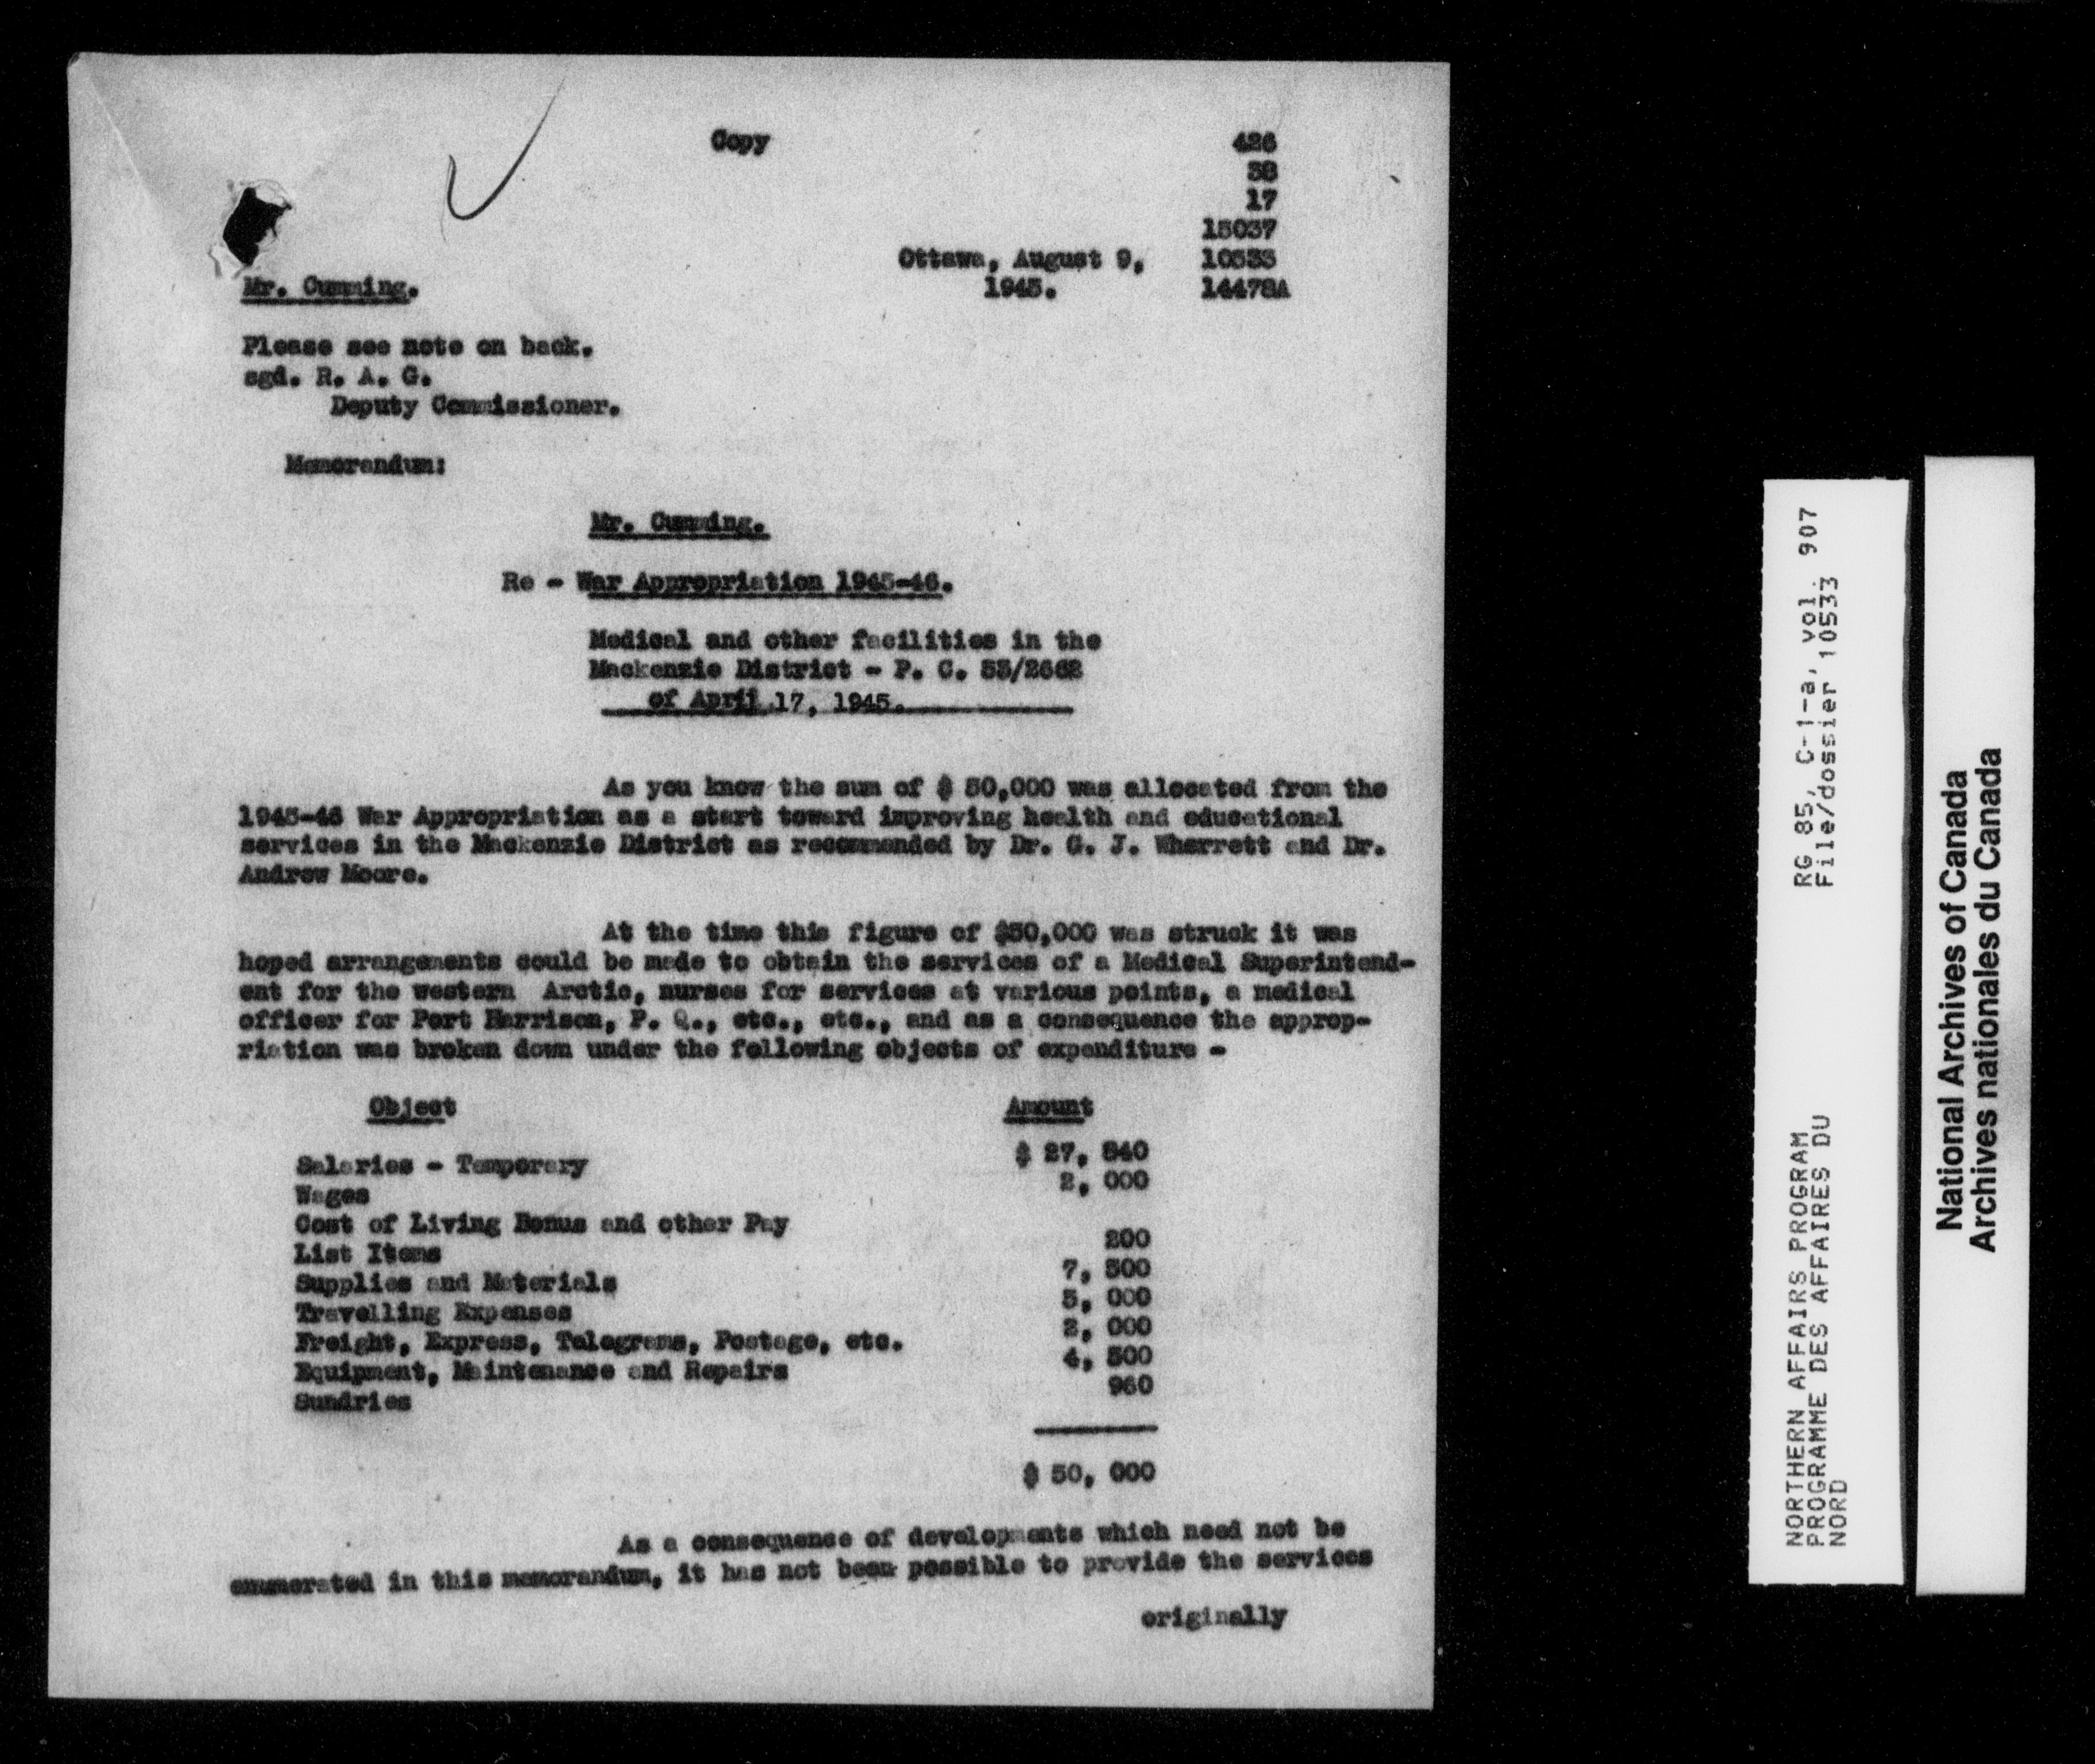 Copy
426
38
17
15037
Ottawa, August 9, 10533
1945. 14478A
Mr. Cumming.
Please see note on back.
sgd. R. A. G.
Deputy Commissioner.
Memorandum:
Mr. Cumming.
Re - War Appropriation 1945-46.
Medical and other facilities in the
Mackenzie District - P. C. 53/2662
of April 17, 1945.
As you know the sum of $ 50,000 was allocated from the
1945-46 War Appropriation as a start toward improving health and educational
services in the Mackenzie District as recommended by Dr. G. J. Wherrett and Dr.
Andrew Moore.
At the time this figure of $50,000 was struck it was
hoped arrangements could be made to obtain the services of a Medical Superintend-
ent for the western Arctic, nurses for services at various points, a medical
officer for Port Harrison, P. Q., etc., etc., and as a consequence the approp-
riation was broken down under the following objects of expenditure -
Object Amount
Salaries - Temporary $ 27, 840
Wages 2, 000
Cost of Living Bonus and other Pay
List Items 200
Supplies and Materials 7, 500
Travelling Expenses 5, 000
Freight, Express, Telegrams, Postage, etc. 2, 000
Equipment, Maintenance and Repairs 4, 500
Sundries 960
$ 50, 000
As a consequence of developments which need not be
enumerated in this memorandum, it has not been possible to provide the services
originally
RG 85, C-1-a, vol. 907
File/dossier 10533
NORTHERN AFFAIRS PROGRAM
PROGRAMME DES AFFAIRES DU
NORD
National Archives of Canada
Archives nationales du Canada